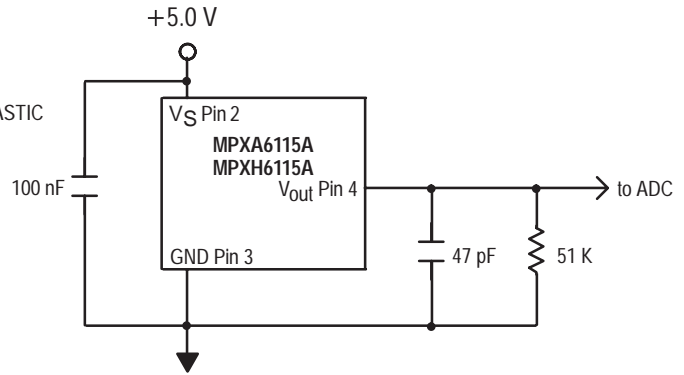 +5.0 V
ASTIC
VS Pin 2
MPXA6115A
MPXH6115A
100 nF
Vout Pin 4
to ADC
GND Pin 3
47 pF
51 K